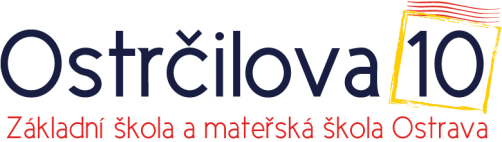 Ostrčilova 10
Základní škola a mateřská škola Ostrava